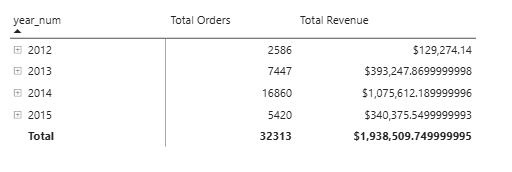 year_num Total Orders Total Revenue
2012 2586 $129,274.14
2013 7447 $393,247.8699999998
2014 16860 $1,075,612.189999996
2015 5420 $340,375.5499999993
Total 32313 $1,938,509.749999995